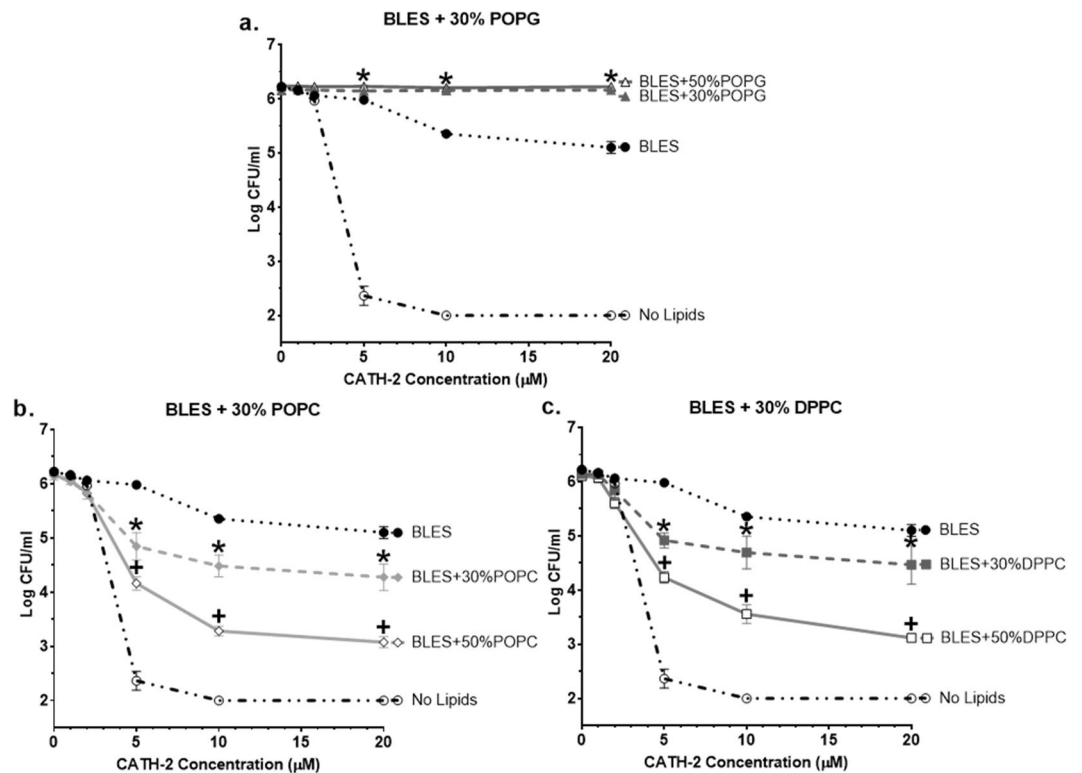 a.
BLES + 30% POPG
7
6
5
4
3
2
Log CFU/ml
* * *
BLES+50%POPG
BLES+30%POPG
BLES
No Lipids
0 5 10 15 20
CATH-2 Concentration (μM)
b.
BLES + 30% POPC
7
6
5
4
3
2
Log CFU/ml
* * *
+ + +
BLES
BLES+30%POPC
BLES+50%POPC
No Lipids
0 5 10 15 20
CATH-2 Concentration (μM)
c.
BLES + 30% DPPC
7
6
5
4
3
2
Log CFU/ml
* * *
+ + +
BLES
BLES+30%DPPC
BLES+50%DPPC
No Lipids
0 5 10 15 20
CATH-2 Concentration (μM)